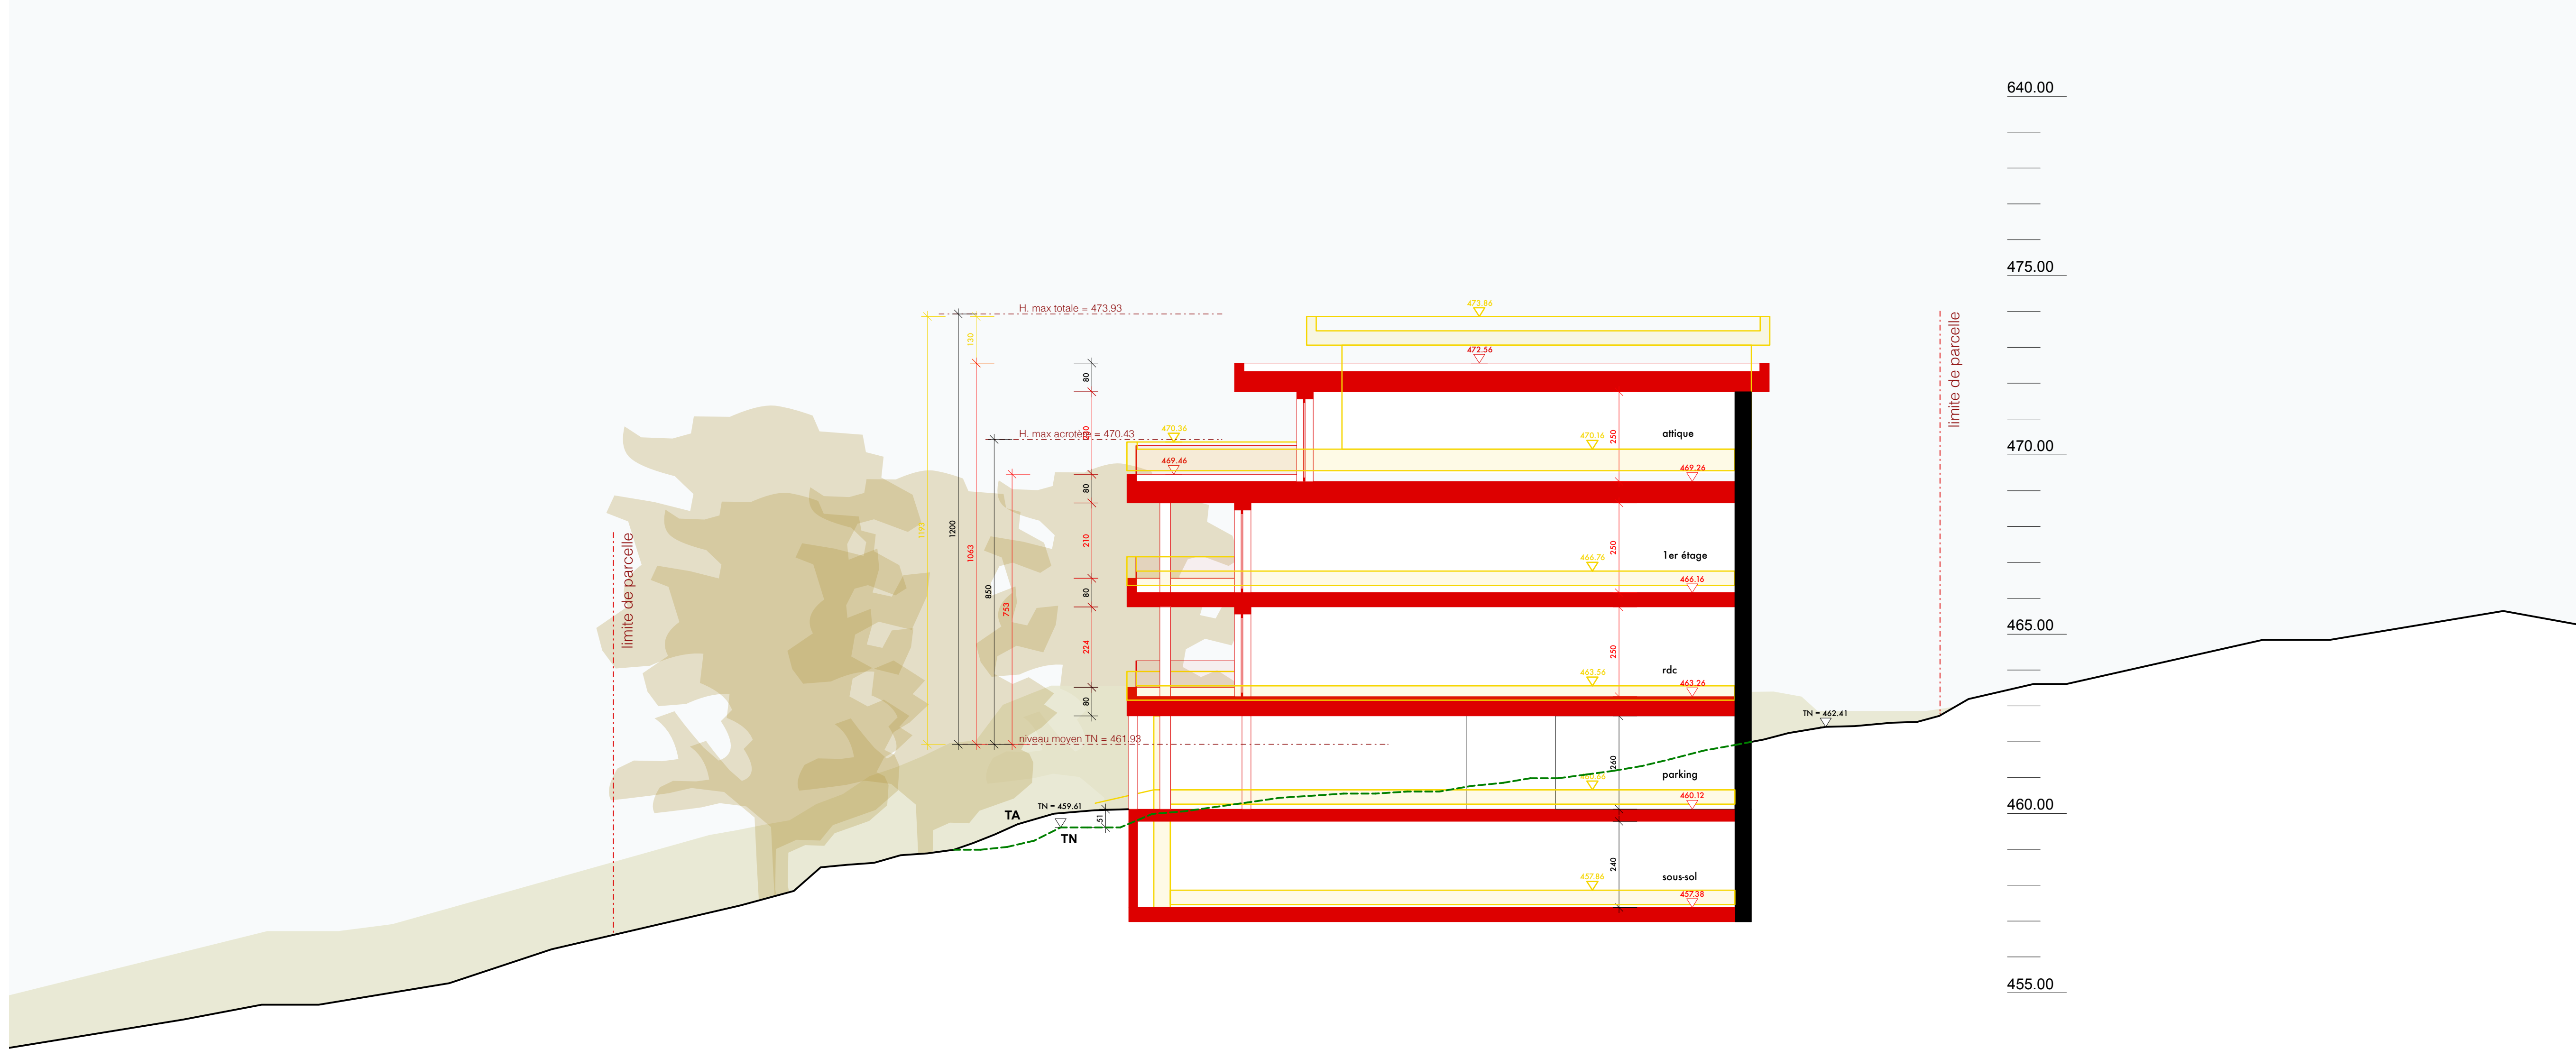 640.00
475.00
470.00
465.00
460.00
455.00
H. max totale = 473.93
473.86
130
472.56
80
limite de parcelle
470.36
H. max acrotère = 470.43
470.16
attique
250
469.46
469.26
80
1200
1063
850
753
210
250
1er étage
466.76
466.16
80
limite de parcelle
224
250
rdc
463.56
463.26
80
TN = 462.41
niveau moyen TN = 461.93
260
parking
460.12
TN = 459.61
TA
51
TN
240
sous-sol
457.86
457.38